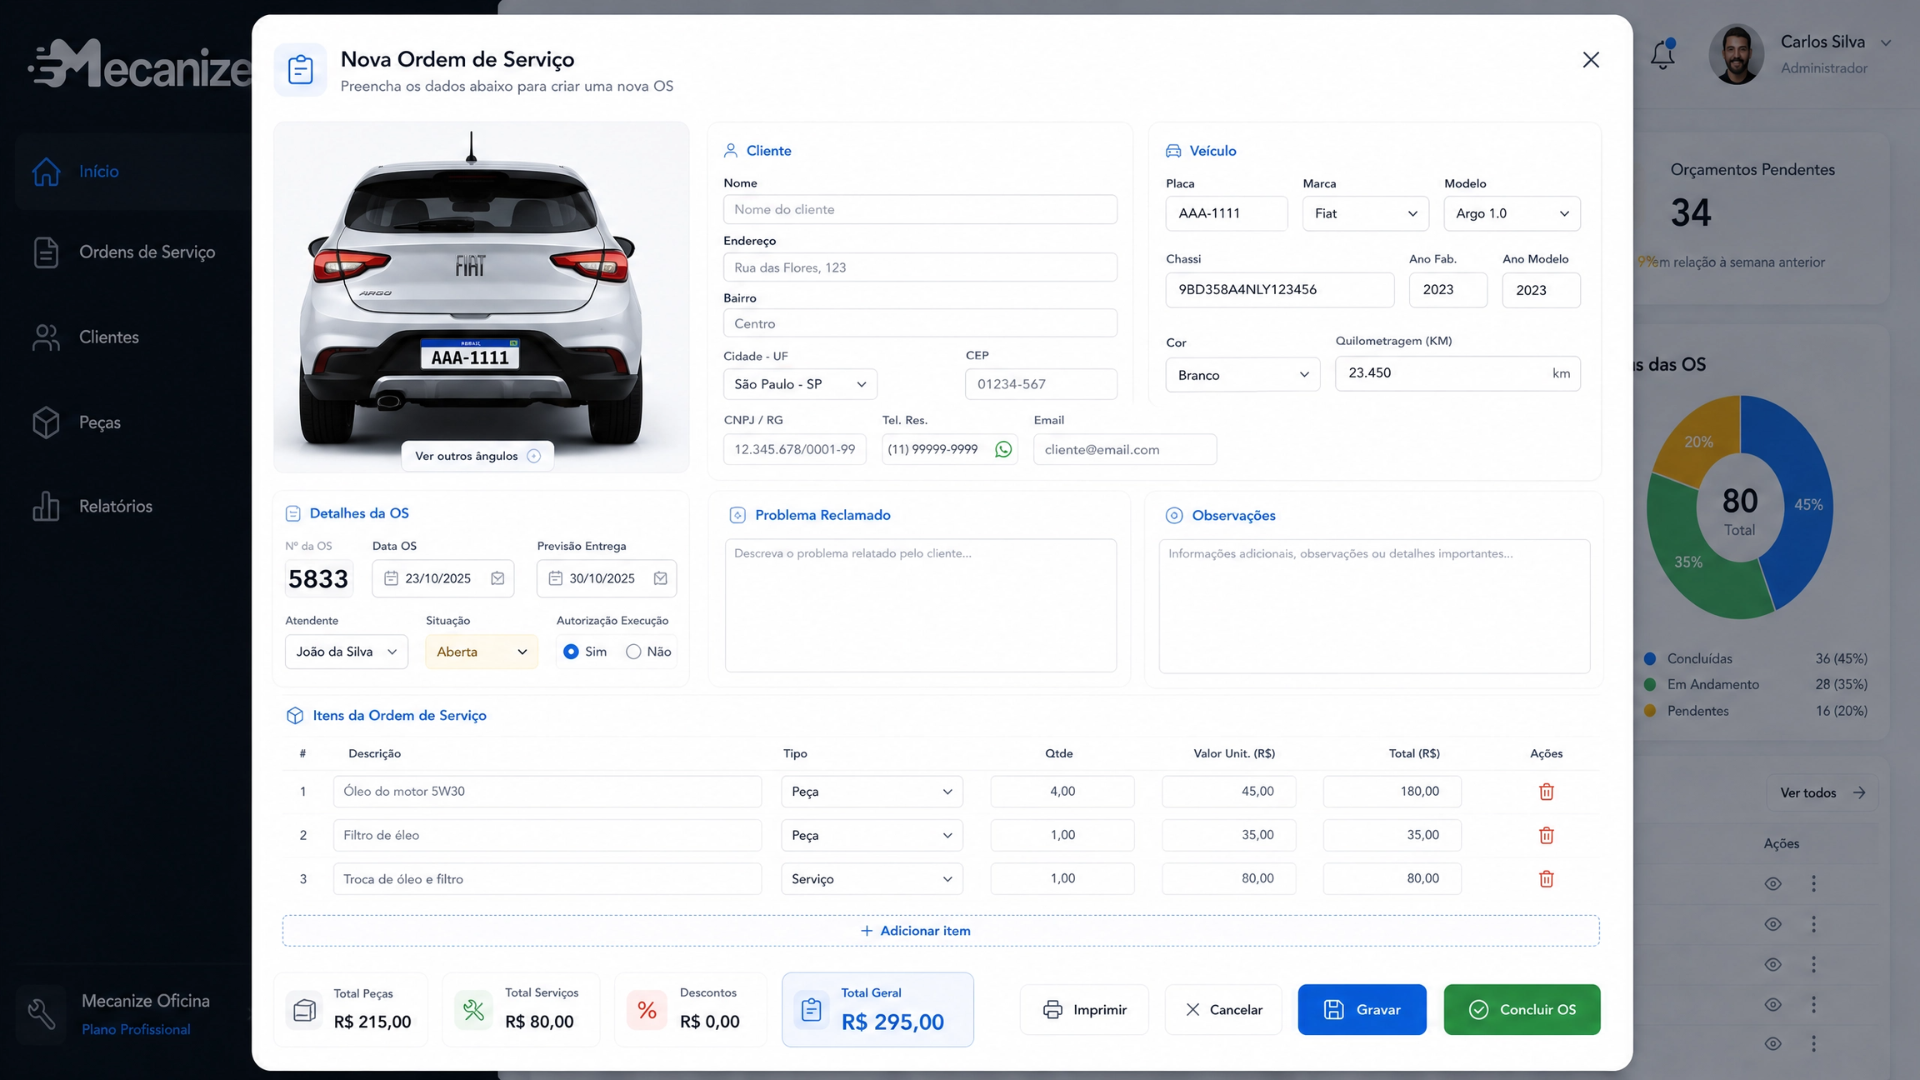 Mecanize
Início
Ordens de Serviço
Clientes
Peças
Relatórios
Mecanize Oficina
Plano Profissional
Nova Ordem de Serviço
Preencha os dados abaixo para criar uma nova OS
FIAT
ARGO
BRASIL
AAA-1111
Ver outros ângulos
Cliente
Nome
Nome do cliente
Endereço
Rua das Flores, 123
Bairro
Centro
Cidade - UF
CEP
São Paulo - SP
01234-567
CNPJ / RG
Tel. Res.
Email
12.345.678/0001-99
(11) 99999-9999
cliente@email.com
Veículo
Placa
Marca
Modelo
AAA-1111
Fiat
Argo 1.0
Chassi
Ano Fab.
Ano Modelo
9BD358A4NLY123456
2023
2023
Cor
Quilometragem (KM)
Branco
23.450
km
Detalhes da OS
Nº da OS
Data OS
Previsão Entrega
5833
23/10/2025
30/10/2025
Atendente
Situação
Autorização Execução
João da Silva
Aberta
Sim
Não
Problema Reclamado
Descreva o problema relatado pelo cliente...
Observações
Informações adicionais, observações ou detalhes importantes...
Itens da Ordem de Serviço
# Descrição Tipo Qtde Valor Unit. (R$) Total (R$) Ações
1 Óleo do motor 5W30 Peça 4,00 45,00 180,00
2 Filtro de éleo Peça 1,00 35,00 35,00
3 Troca de óleo e filtro Serviço 1,00 80,00 80,00
+ Adicionar item
Total Peças
R$ 215,00
Total Serviços
R$ 80,00
%
Descontos
R$ 0,00
Total Geral
R$ 295,00
Imprimir
Cancelar
Gravar
Concluir OS
Carlos Silva
Administrador
Orçamentos Pendentes
34
9%em relação à semana anterior
us das OS
20%
45%
35%
80
Total
Concluídas 36 (45%)
Em Andamento 28 (35%)
Pendentes 16 (20%)
Ver todos
Ações